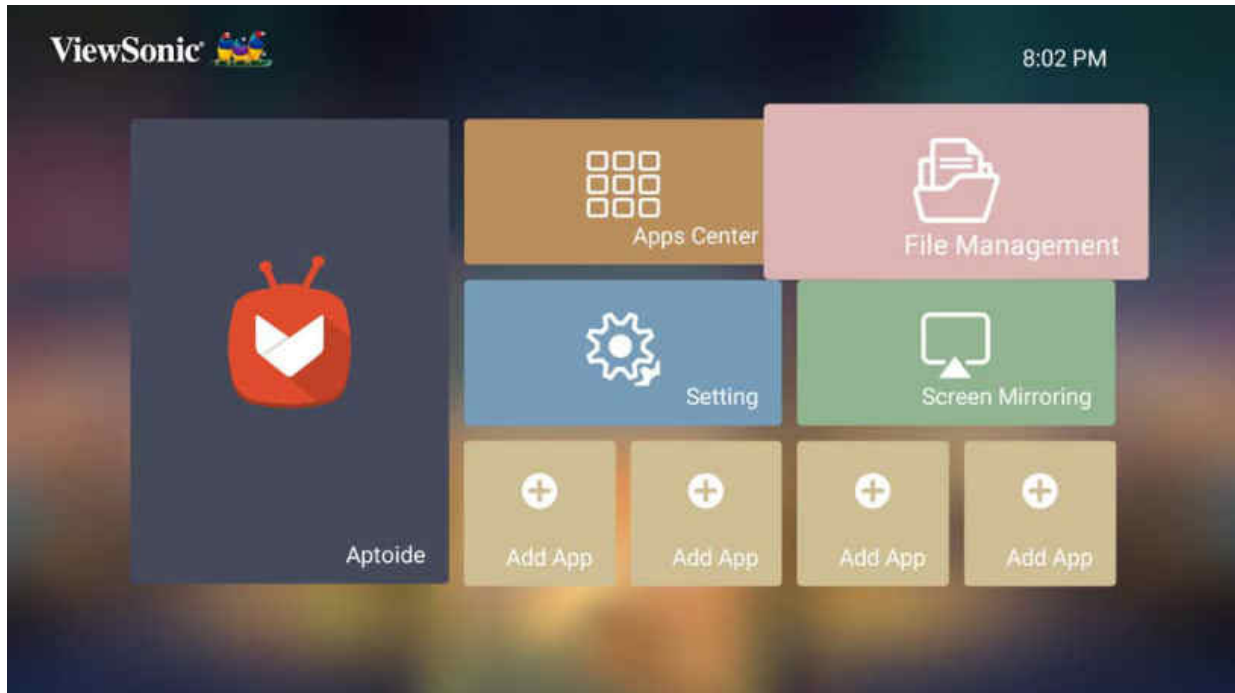 ViewSonic®
8:02 PM
Apps Center
File Management
Setting
Screen Mirroring
Aptoide
Add App
Add App
Add App
Add App